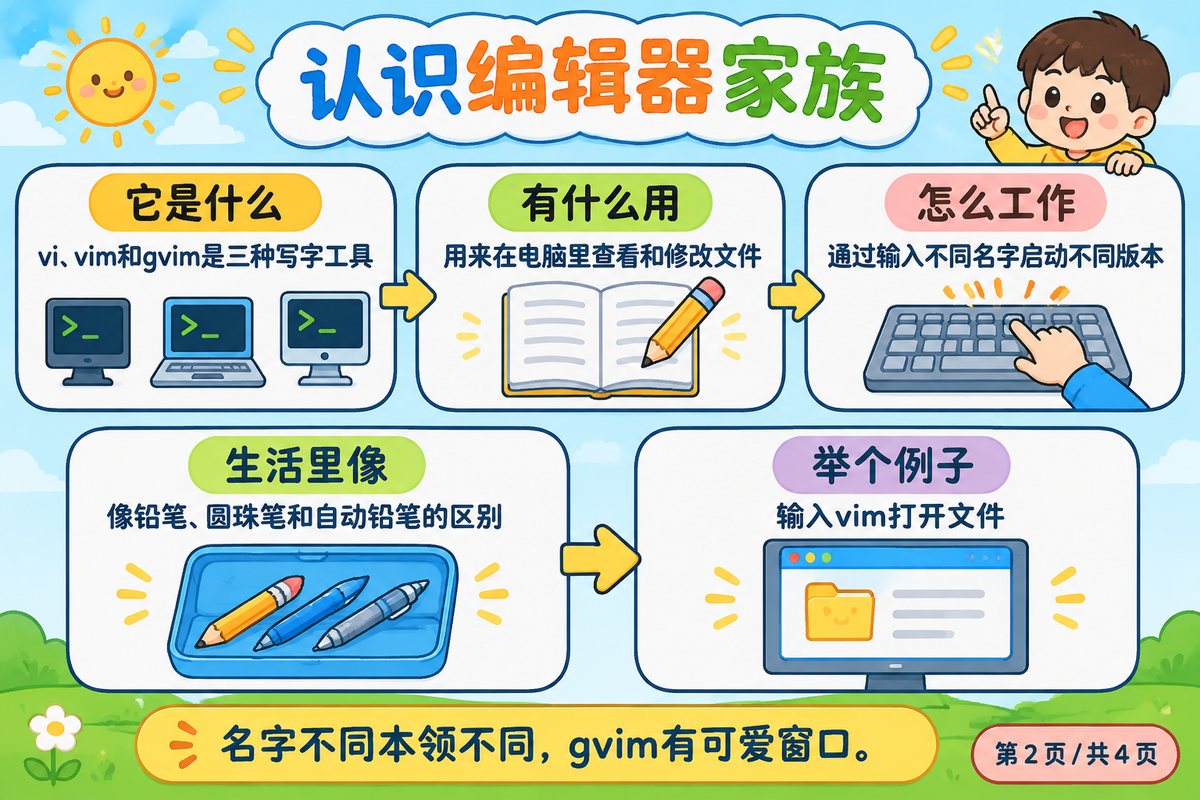 认识编辑器家族
它是什么
vi、vim和gvim是三种写字工具
>_
>_
>_
有什么用
用来在电脑里查看和修改文件
怎么工作
通过输入不同名字启动不同版本
生活里像
像铅笔、圆珠笔和自动铅笔的区别
举个例子
输入vim打开文件
名字不同本领不同，gvim有可爱窗口。
第2页/共4页